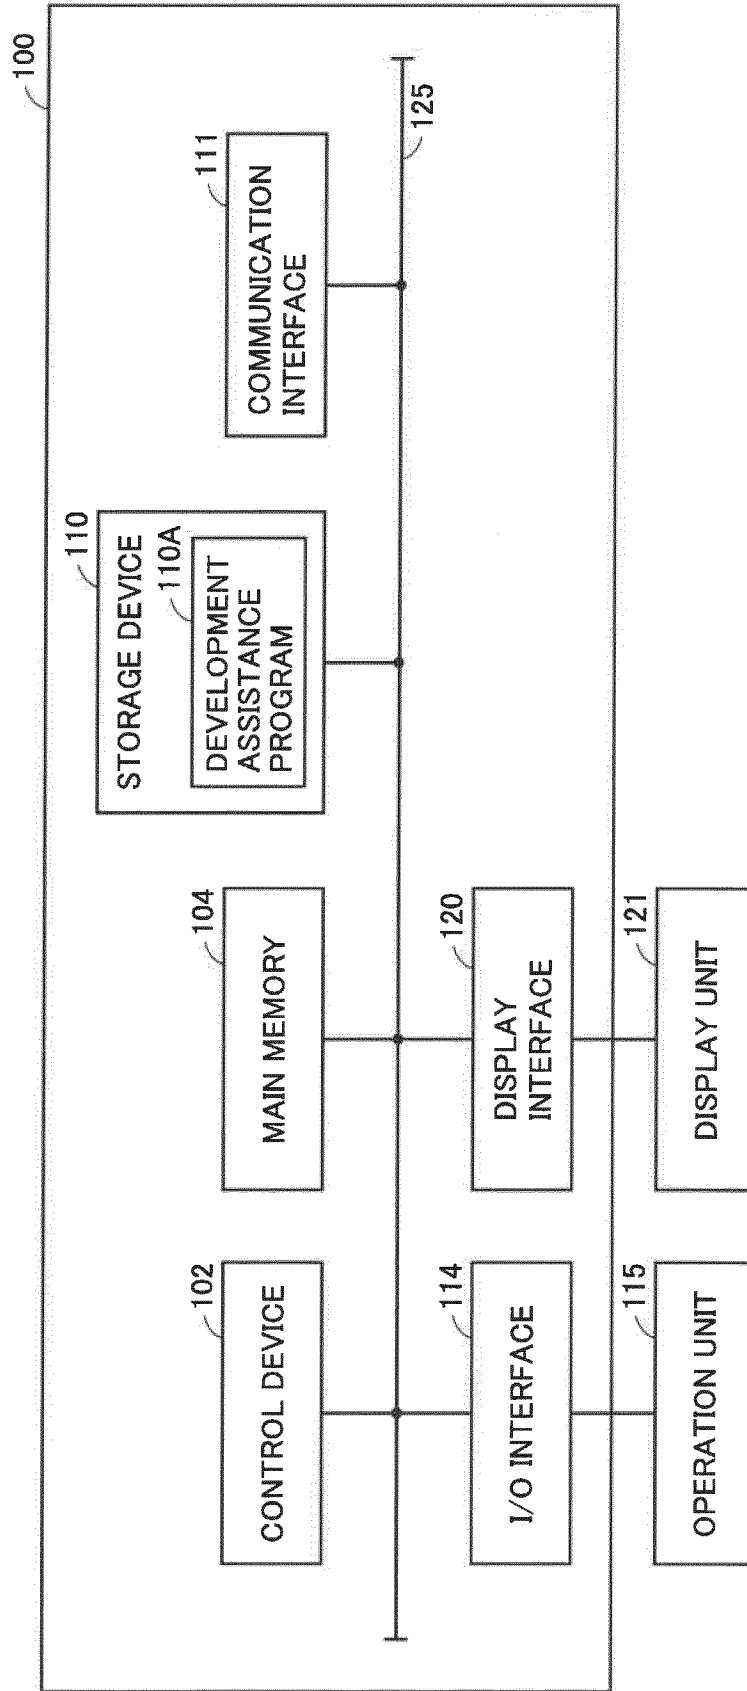 100
102
CONTROL DEVICE
104
MAIN MEMORY
110
STORAGE DEVICE
110A
DEVELOPMENT
ASSISTANCE
PROGRAM
111
COMMUNICATION
INTERFACE
125
114
I/O INTERFACE
120
DISPLAY
INTERFACE
115
OPERATION UNIT
121
DISPLAY UNIT